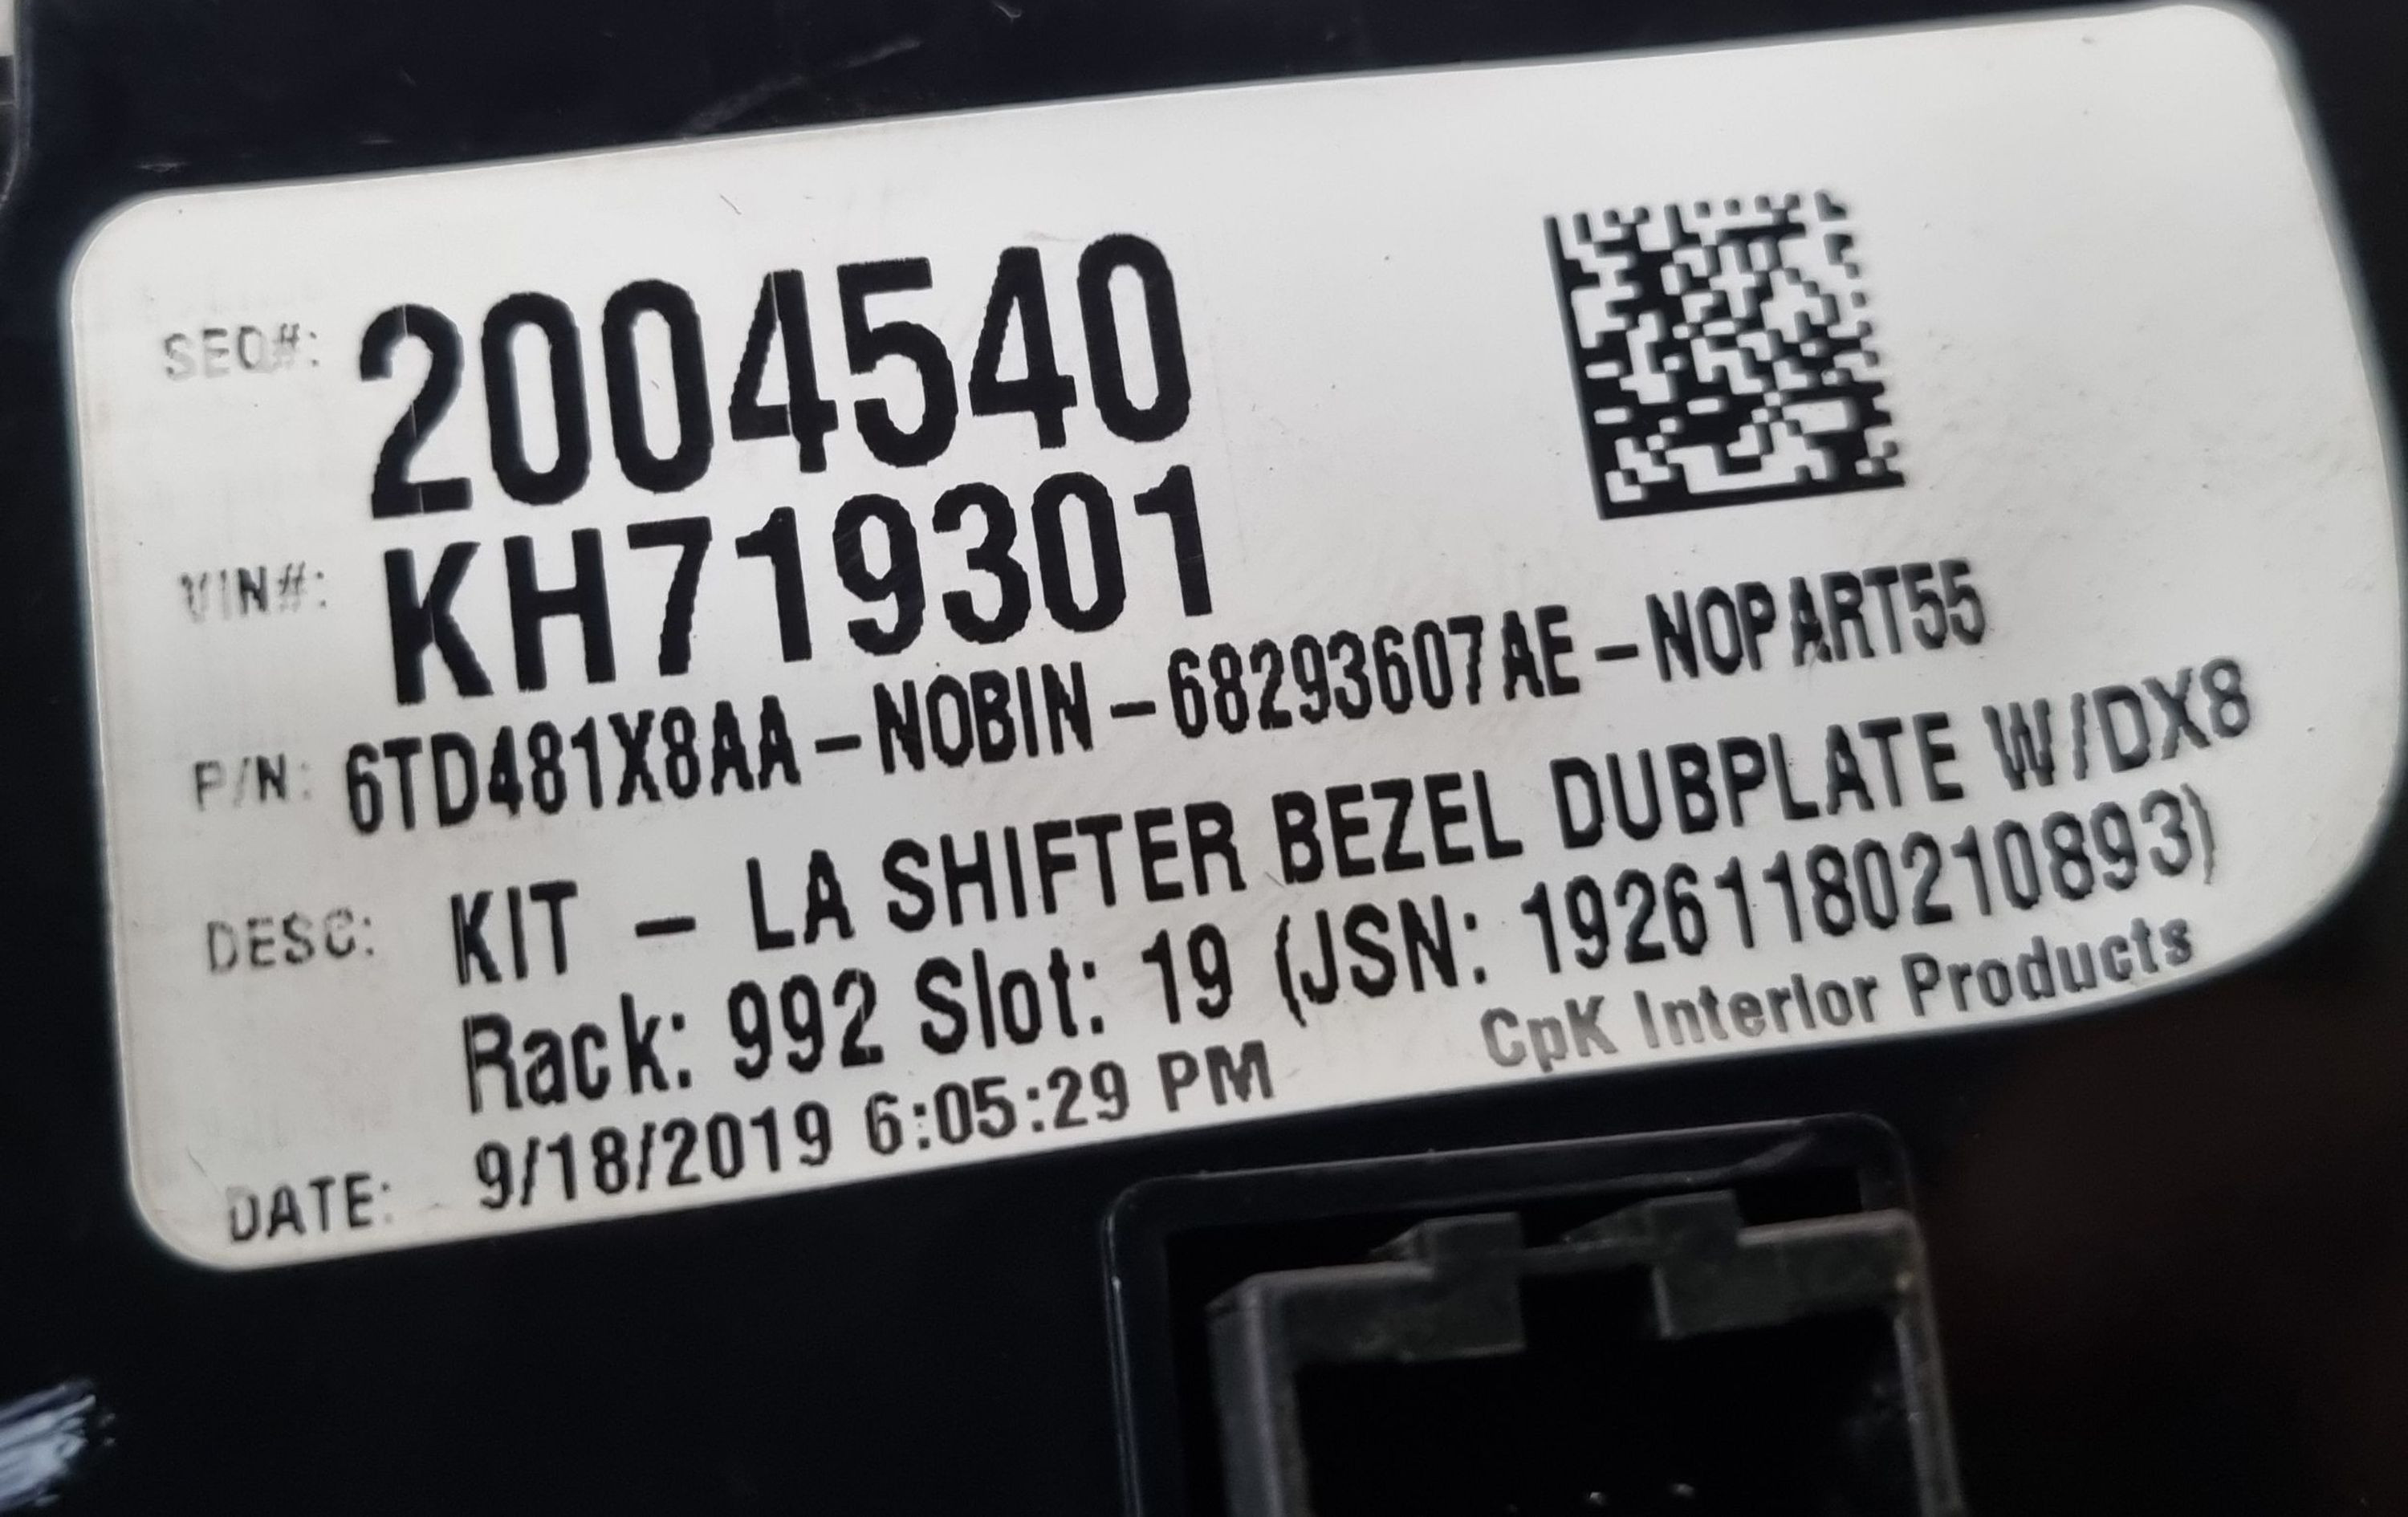 SEQ#: 2004540
VIN#: KH719301
P/N: 6TD481X8AA-NOBIN-68293607AE-NOPART55
DESC: KIT - LA SHIFTER BEZEL DUBPLATE W/DX8
Rack: 992 Slot: 19 (JSN: 19261180210893)
DATE: 9/18/2019 6:05:29 PM CpK Interior Products